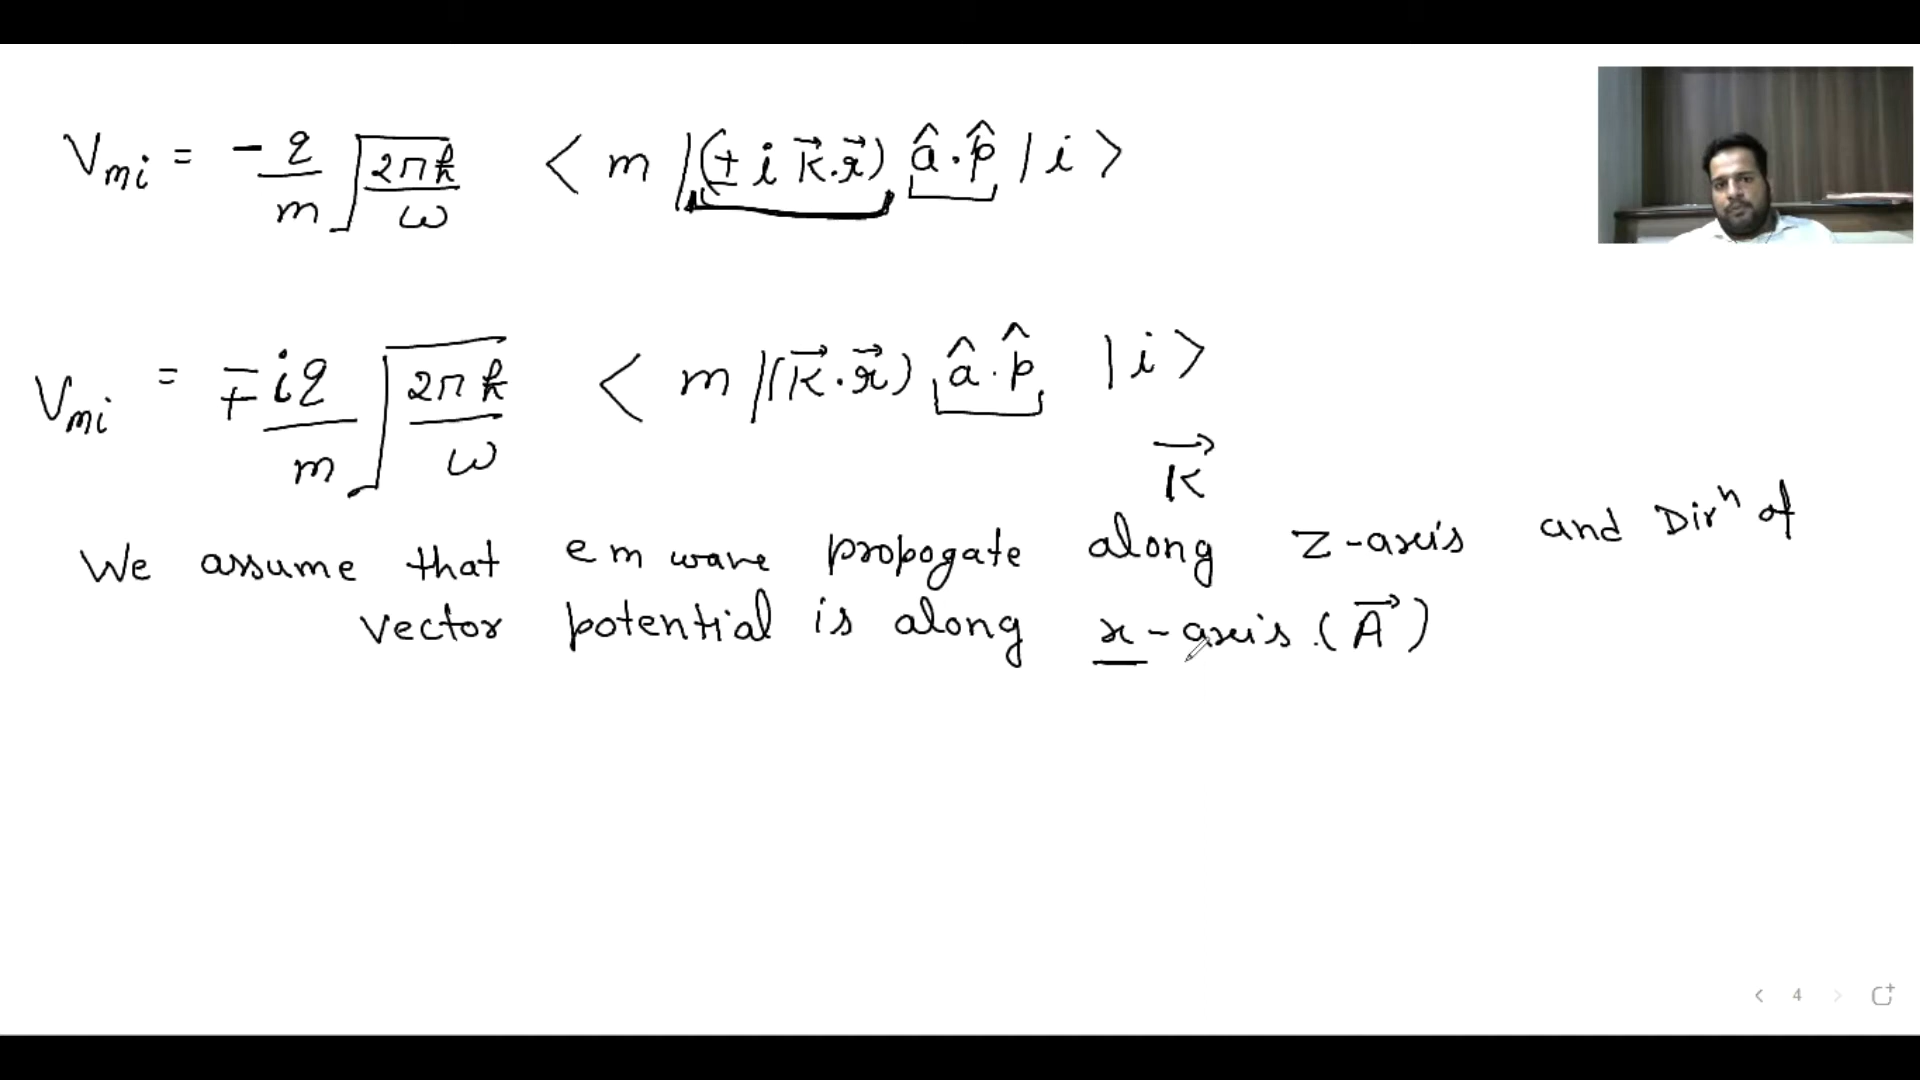 V_mi = - q/m √(2πħ/ω) < m |(± i k⃗.r⃗) â.p̂ | i >
V_mi = ∓ iq/m √(2πħ/ω) < m |(k⃗.r⃗) â.p̂ | i >
K⃗
We assume that em wave propogate along z-axis and Dirⁿ of
vector potential is along x-axis.(A⃗)
< 4 >